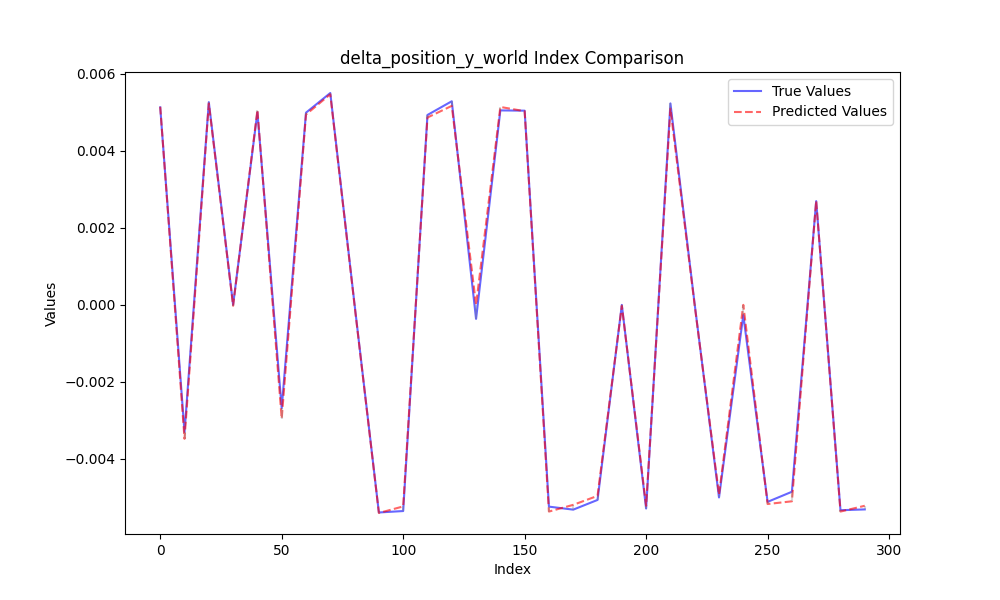 delta_position_y_world Index Comparison
True Values
Predicted Values
0.006
0.004
0.002
0.000
−0.002
−0.004
Values
0
50
100
150
200
250
300
Index